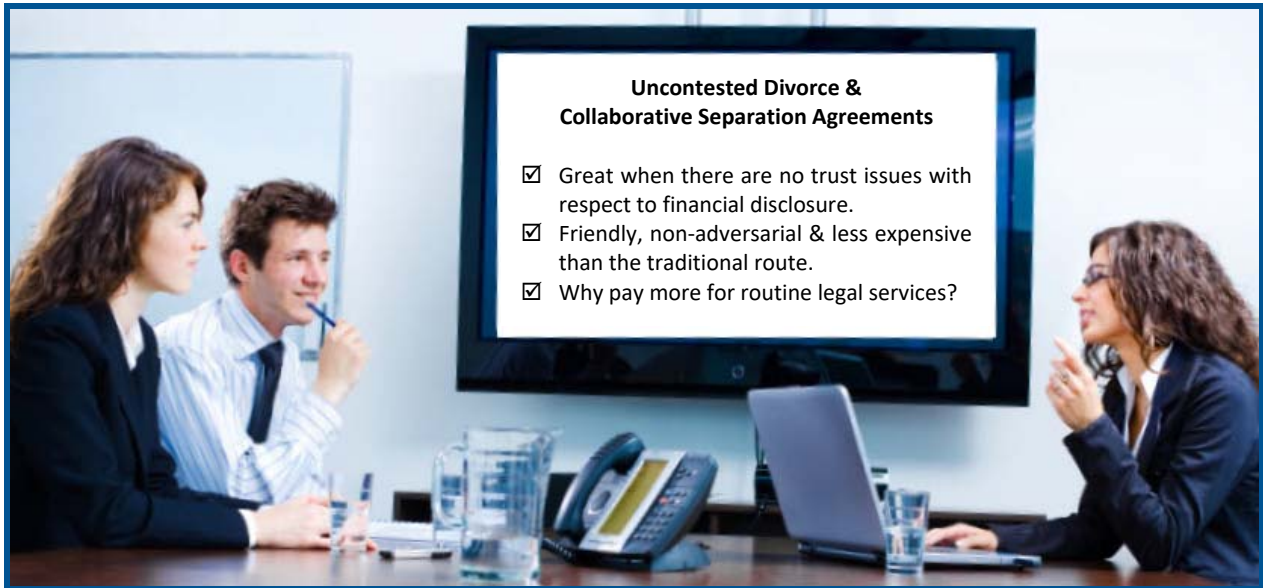 Uncontested Divorce &
Collaborative Separation Agreements
☑ Great when there are no trust issues with
respect to financial disclosure.
☑ Friendly, non-adversarial & less expensive
than the traditional route.
☑ Why pay more for routine legal services?